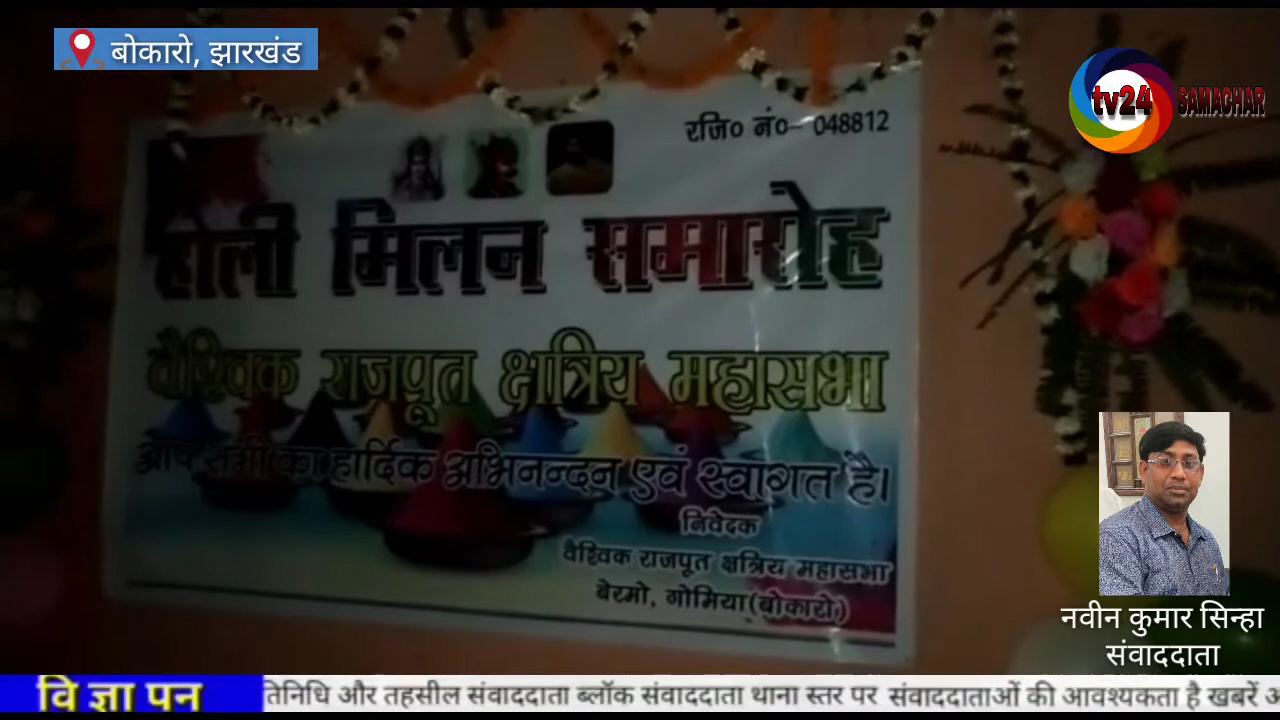 बोकारो, झारखंड
tv24 SAMACHAR
रजि० नं०- 048812
होली मिलन समारोह
वैश्विक राजपूत क्षत्रिय महासभा
आप सभी का हार्दिक अभिनन्दन एवं स्वागत है।
निवेदक
वैश्विक राजपूत क्षत्रिय महासभा
बेरमो, गोमिया(बोकारो)
नवीन कुमार सिन्हा
संवाददाता
विज्ञापन
तिनिधि और तहसील संवाददाता ब्लॉक संवाददाता थाना स्तर पर संवाददाताओं की आवश्यकता है खबरें